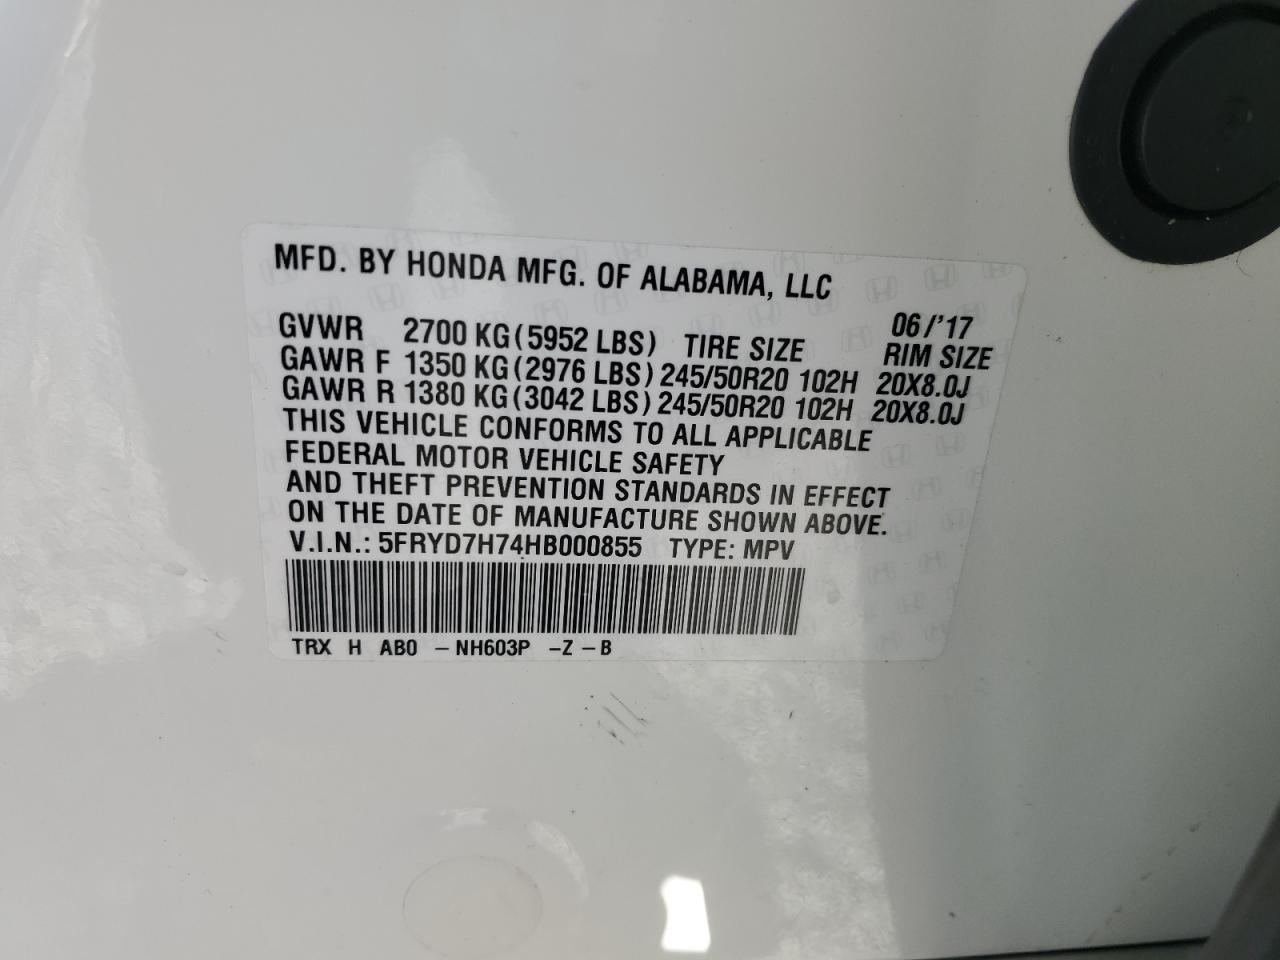 MFD. BY HONDA MFG. OF ALABAMA, LLC
06/'17
GVWR 2700 KG(5952 LBS) TIRE SIZE RIM SIZE
GAWR F 1350 KG(2976 LBS) 245/50R20 102H 20X8.0J
GAWR R 1380 KG(3042 LBS) 245/50R20 102H 20X8.0J
THIS VEHICLE CONFORMS TO ALL APPLICABLE
FEDERAL MOTOR VEHICLE SAFETY
AND THEFT PREVENTION STANDARDS IN EFFECT
ON THE DATE OF MANUFACTURE SHOWN ABOVE.
V.I.N.: 5FRYD7H74HB000855 TYPE: MPV
TRX H AB0 -NH603P -Z-B